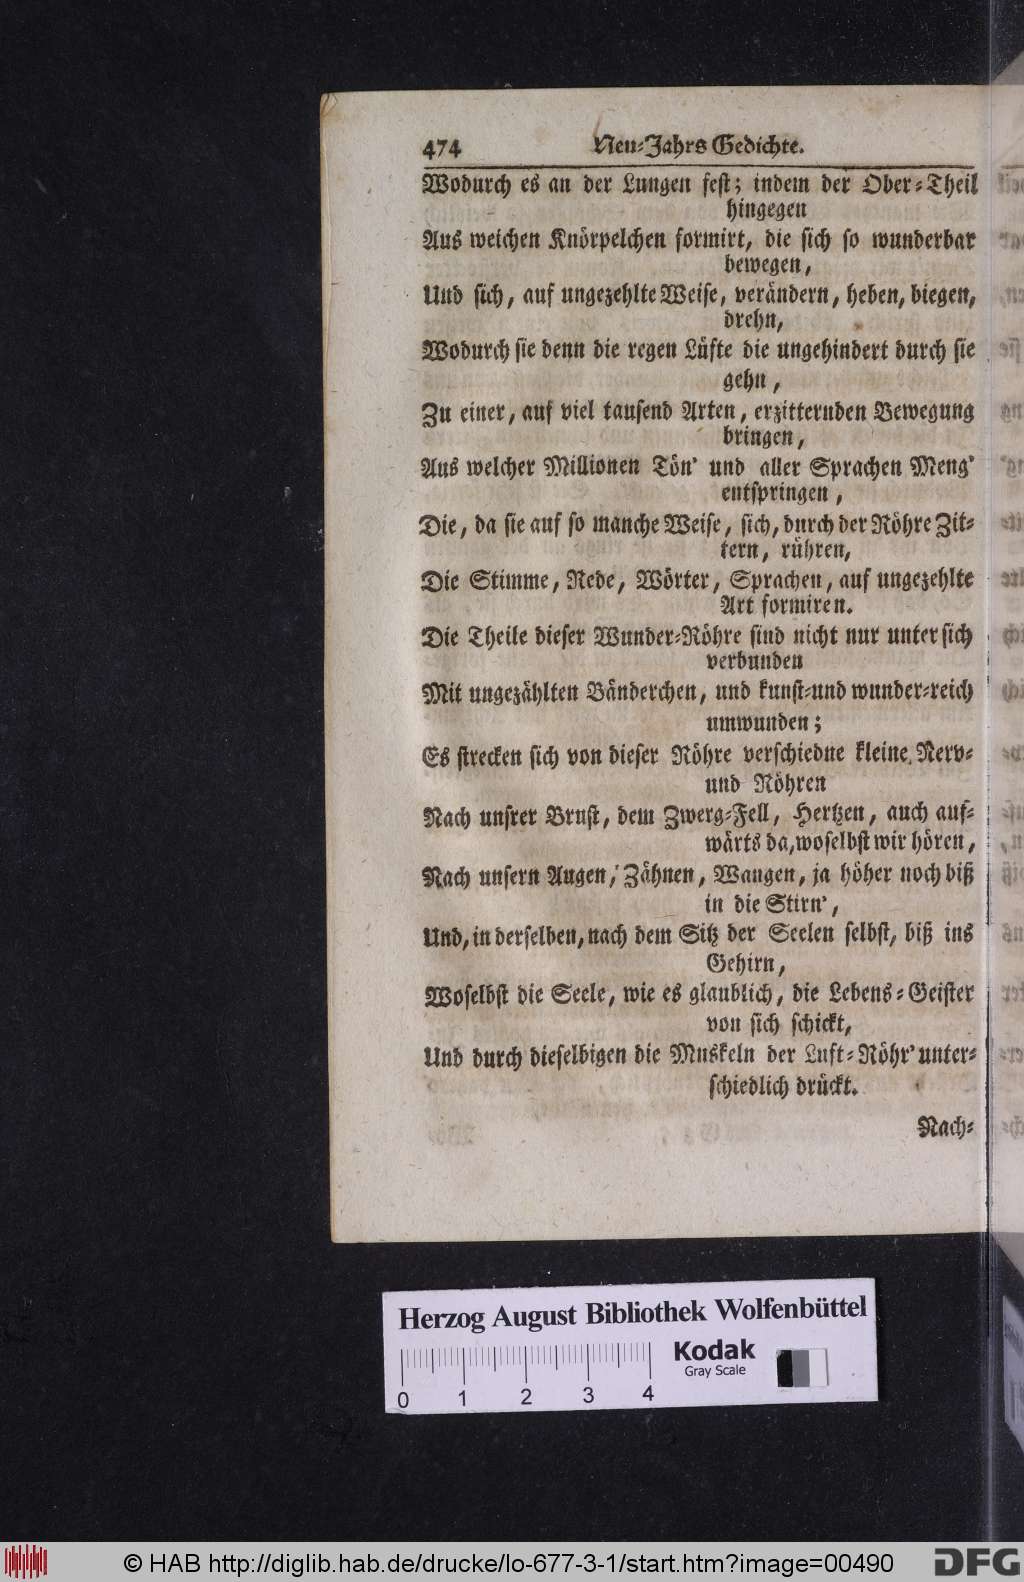 474 Neu-Jahrs Gedichte.
Wodurch es an der Lungen fest; indem der Ober-Theil
hingegen
Aus weichen Knörpelchen formirt, die sich so wunderbar
bewegen,
Und sich, auf ungezehlte Weise, verändern, heben, biegen,
drehn,
Wodurch sie denn die regen Lüfte die ungehindert durch sie
gehn,
Zu einer, auf viel tausend Arten, erzitternden Bewegung
bringen,
Aus welcher Millionen Tön' und aller Sprachen Meng'
entspringen,
Die, da sie auf so manche Weise, sich, durch der Röhre Zit-
tern, rühren,
Die Stimme, Rede, Wörter, Sprachen, auf ungezehlte
Art formiren.
Die Theile dieser Wunder-Röhre sind nicht nur unter sich
verbunden
Mit ungezählten Bänderchen, und kunst-und wunder-reich
umwunden;
Es strecken sich von dieser Röhre verschiedne kleine Nerv-
und Röhren
Nach unsrer Brust, dem Zwerg-Fell, Hertzen, auch auf-
wärts da, woselbst wir hören,
Nach unsern Augen, Zähnen, Wangen, ja höher noch biß
in die Stirn',
Und, in derselben, nach dem Sitz der Seelen selbst, biß ins
Gehirn,
Woselbst die Seele, wie es glaublich, die Lebens-Geister
von sich schickt,
Und durch dieselbigen die Muskeln der Luft-Röhr' unter-
schiedlich drückt.
Nach-
Herzog August Bibliothek Wolfenbüttel
Kodak
Gray Scale
0 1 2 3 4
© HAB http://diglib.hab.de/drucke/lo-677-3-1/start.htm?image=00490
DFG